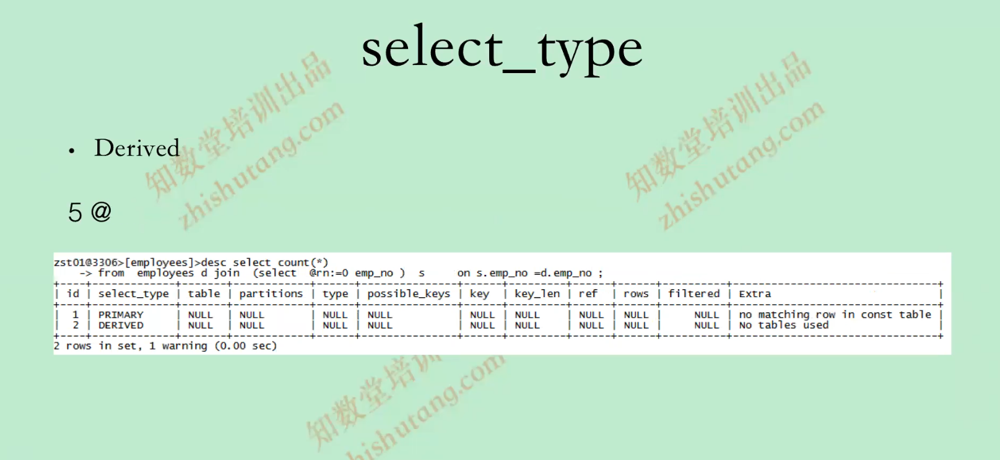 select_type
• Derived
5 @
zst01@3306>[employees]>desc select count(*)
    -> from  employees d join  (select  @rn:=0 emp_no )  s      on s.emp_no =d.emp_no ;
+----+-------------+-------+------------+------+---------------+------+---------+------+------+----------+--------------------------------+
| id | select_type | table | partitions | type | possible_keys | key | key_len | ref | rows | filtered | Extra |
+----+-------------+-------+------------+------+---------------+------+---------+------+------+----------+--------------------------------+
| 1 | PRIMARY | NULL | NULL | NULL | NULL | NULL | NULL | NULL | NULL | NULL | no matching row in const table |
| 2 | DERIVED | NULL | NULL | NULL | NULL | NULL | NULL | NULL | NULL | NULL | No tables used |
+----+-------------+-------+------------+------+---------------+------+---------+------+------+----------+--------------------------------+
2 rows in set, 1 warning (0.00 sec)
知数堂培训出品
zhishutang.com
知数堂培训出品
zhishutang.com
知数堂培训
zhishutang.com